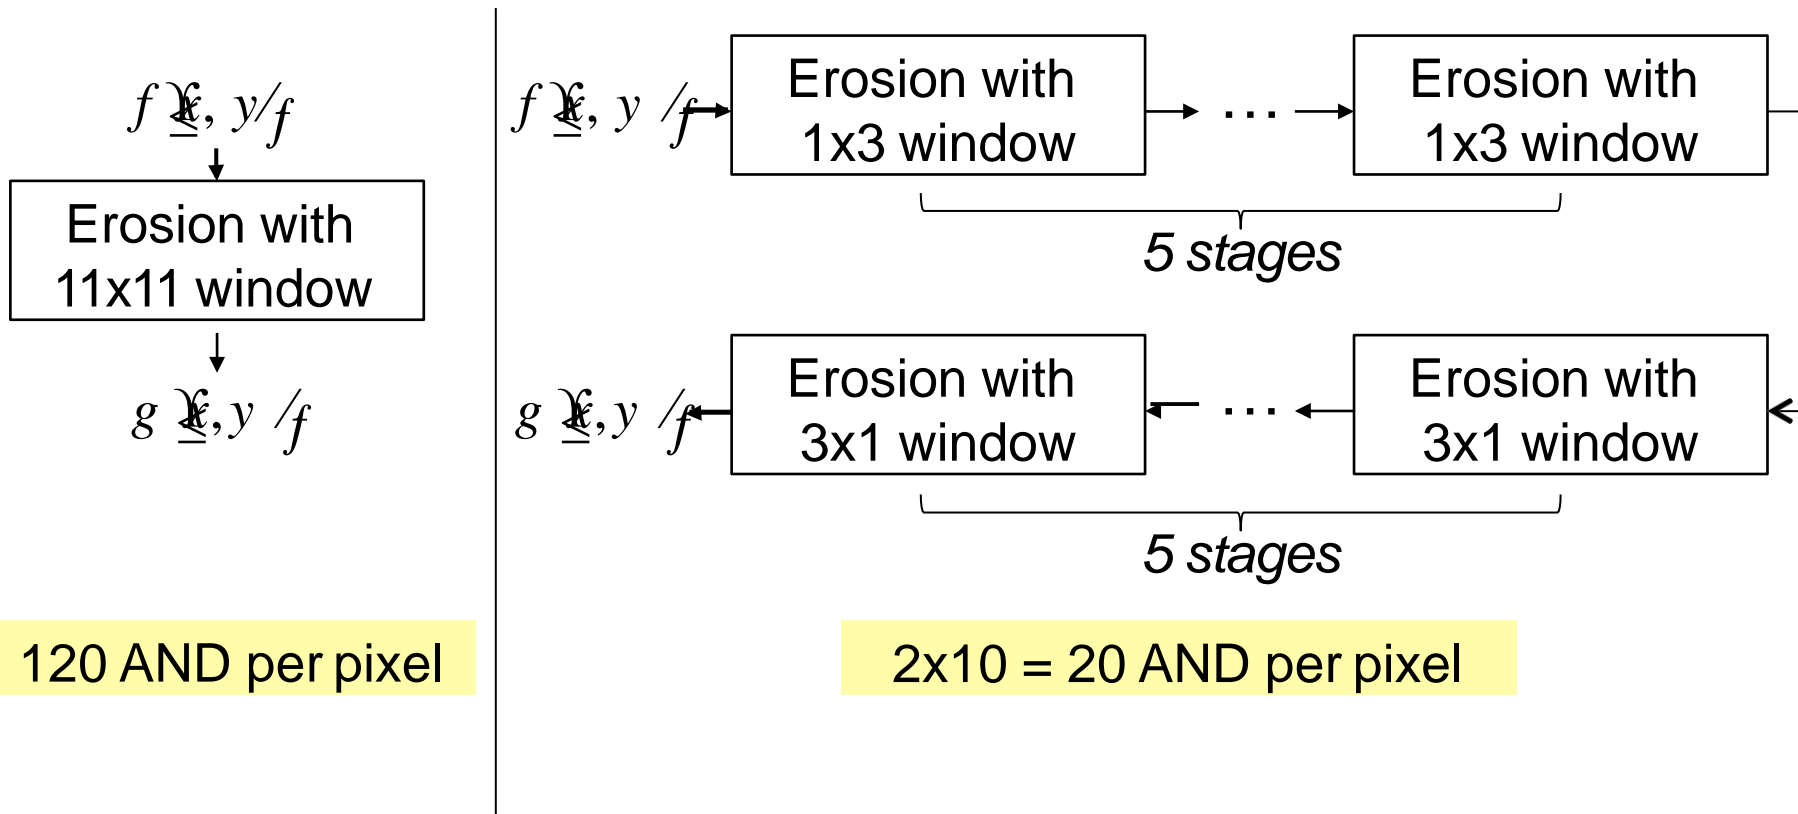 Erosion with
11x11 window
120 AND per pixel
Erosion with
1x3 window
...
Erosion with
1x3 window
5 stages
Erosion with
3x1 window
...
Erosion with
3x1 window
5 stages
2x10 = 20 AND per pixel